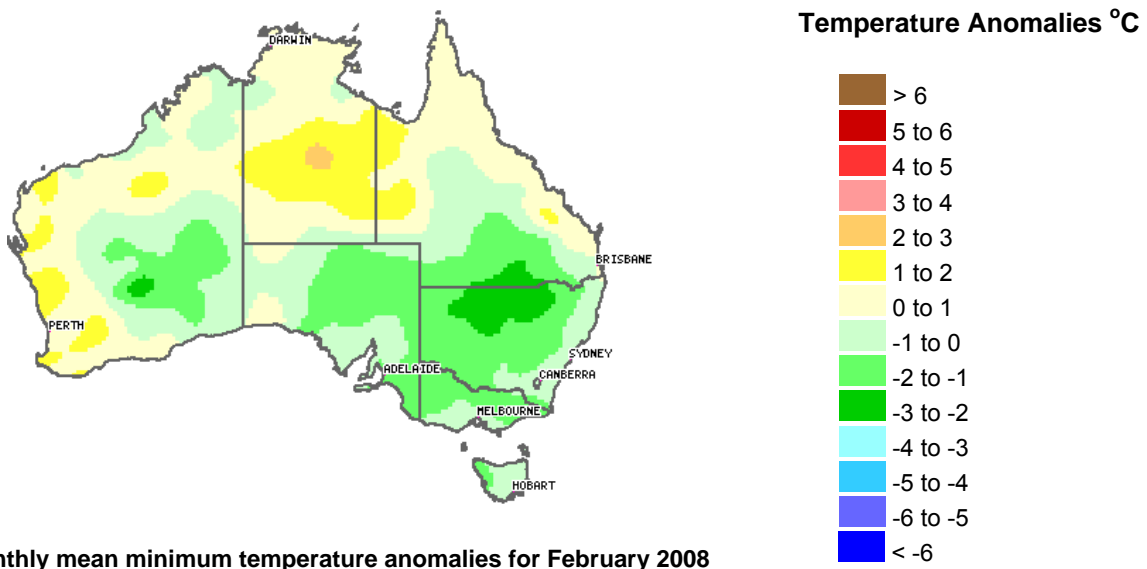 Temperature Anomalies °C
DARWIN
BRISBANE
PERTH
SYDNEY
ADELAIDE
CANBERRA
MELBOURNE
HOBART
> 6
5 to 6
4 to 5
3 to 4
2 to 3
1 to 2
0 to 1
-1 to 0
-2 to -1
-3 to -2
-4 to -3
-5 to -4
-6 to -5
< -6
nthly mean minimum temperature anomalies for February 2008